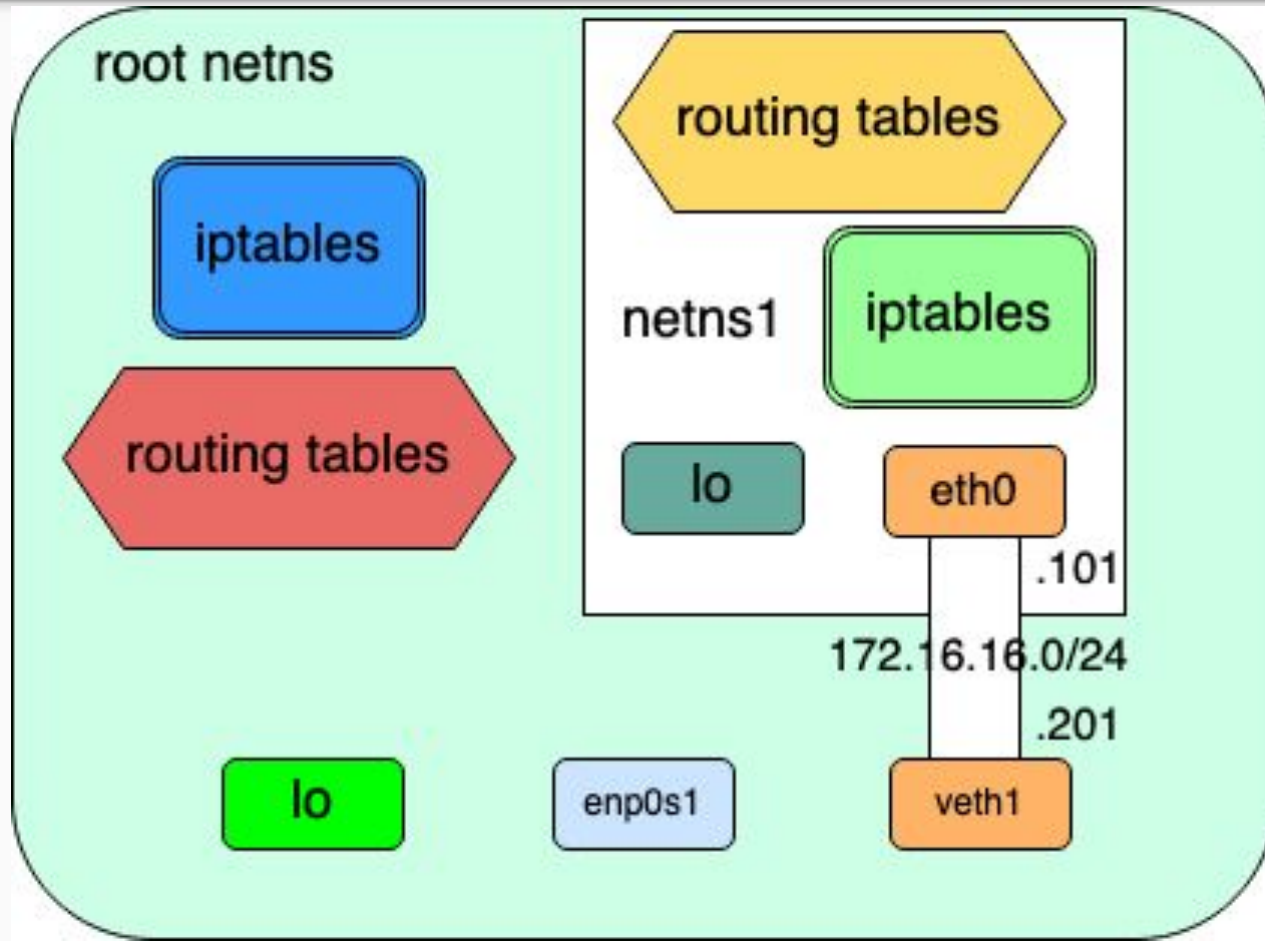 root netns
routing tables
iptables
netns1
iptables
routing tables
lo
eth0
.101
172.16.16.0/24
.201
lo
enp0s1
veth1